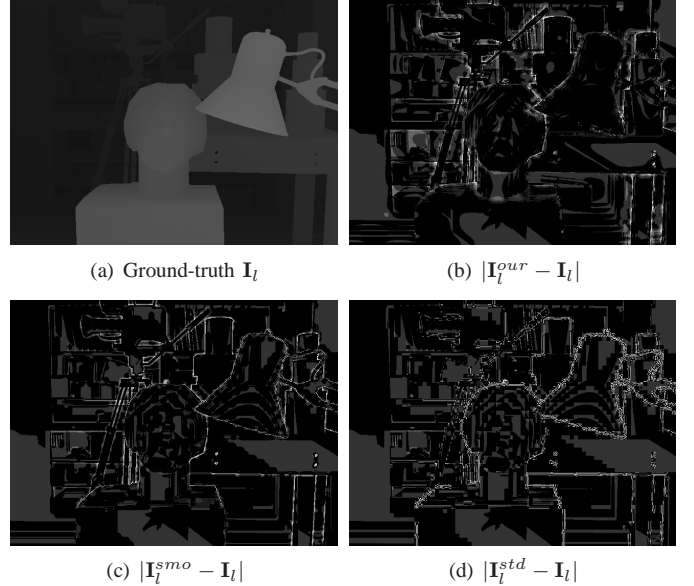 (a) Ground-truth I_l
(b) |I_l^{our} − I_l|
(c) |I_l^{smo} − I_l|
(d) |I_l^{std} − I_l|